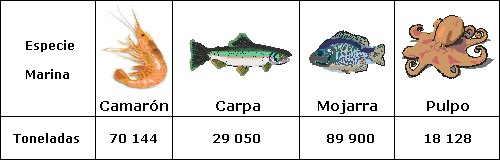 Especie
Marina
Camarón Carpa Mojarra Pulpo
Toneladas 70 144 29 050 89 900 18 128